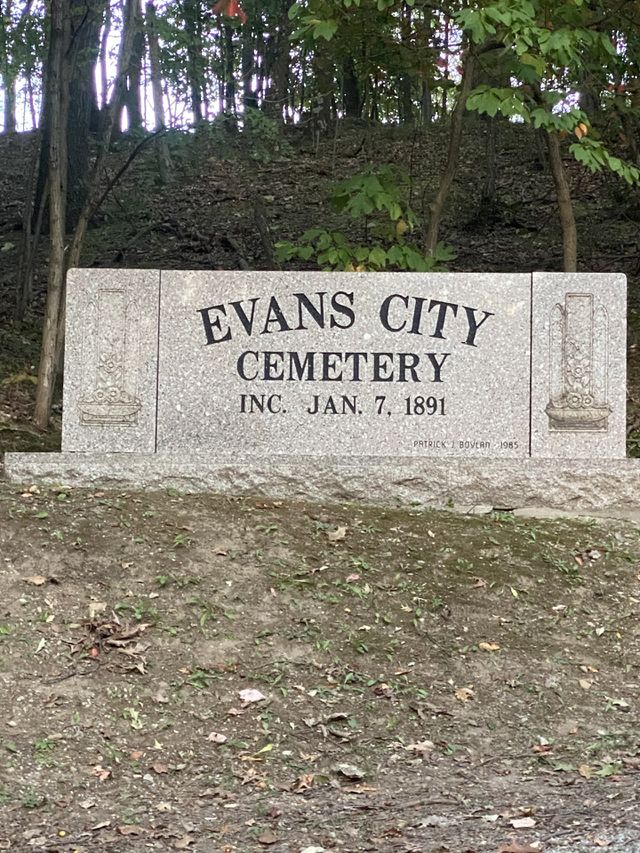 EVANS CITY
CEMETERY
INC. JAN. 7, 1891
PATRICK J. BOYLAN - 1985